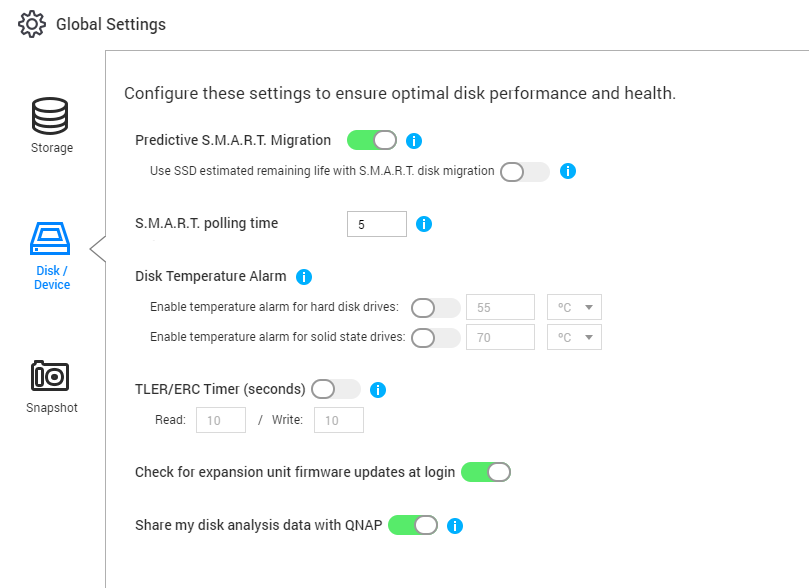 Global Settings
Storage
Disk /
Device
Snapshot
Configure these settings to ensure optimal disk performance and health.
Predictive S.M.A.R.T. Migration
Use SSD estimated remaining life with S.M.A.R.T. disk migration
S.M.A.R.T. polling time 5
Disk Temperature Alarm
Enable temperature alarm for hard disk drives: 55 ºC
Enable temperature alarm for solid state drives: 70 ºC
TLER/ERC Timer (seconds)
Read: 10 / Write: 10
Check for expansion unit firmware updates at login
Share my disk analysis data with QNAP